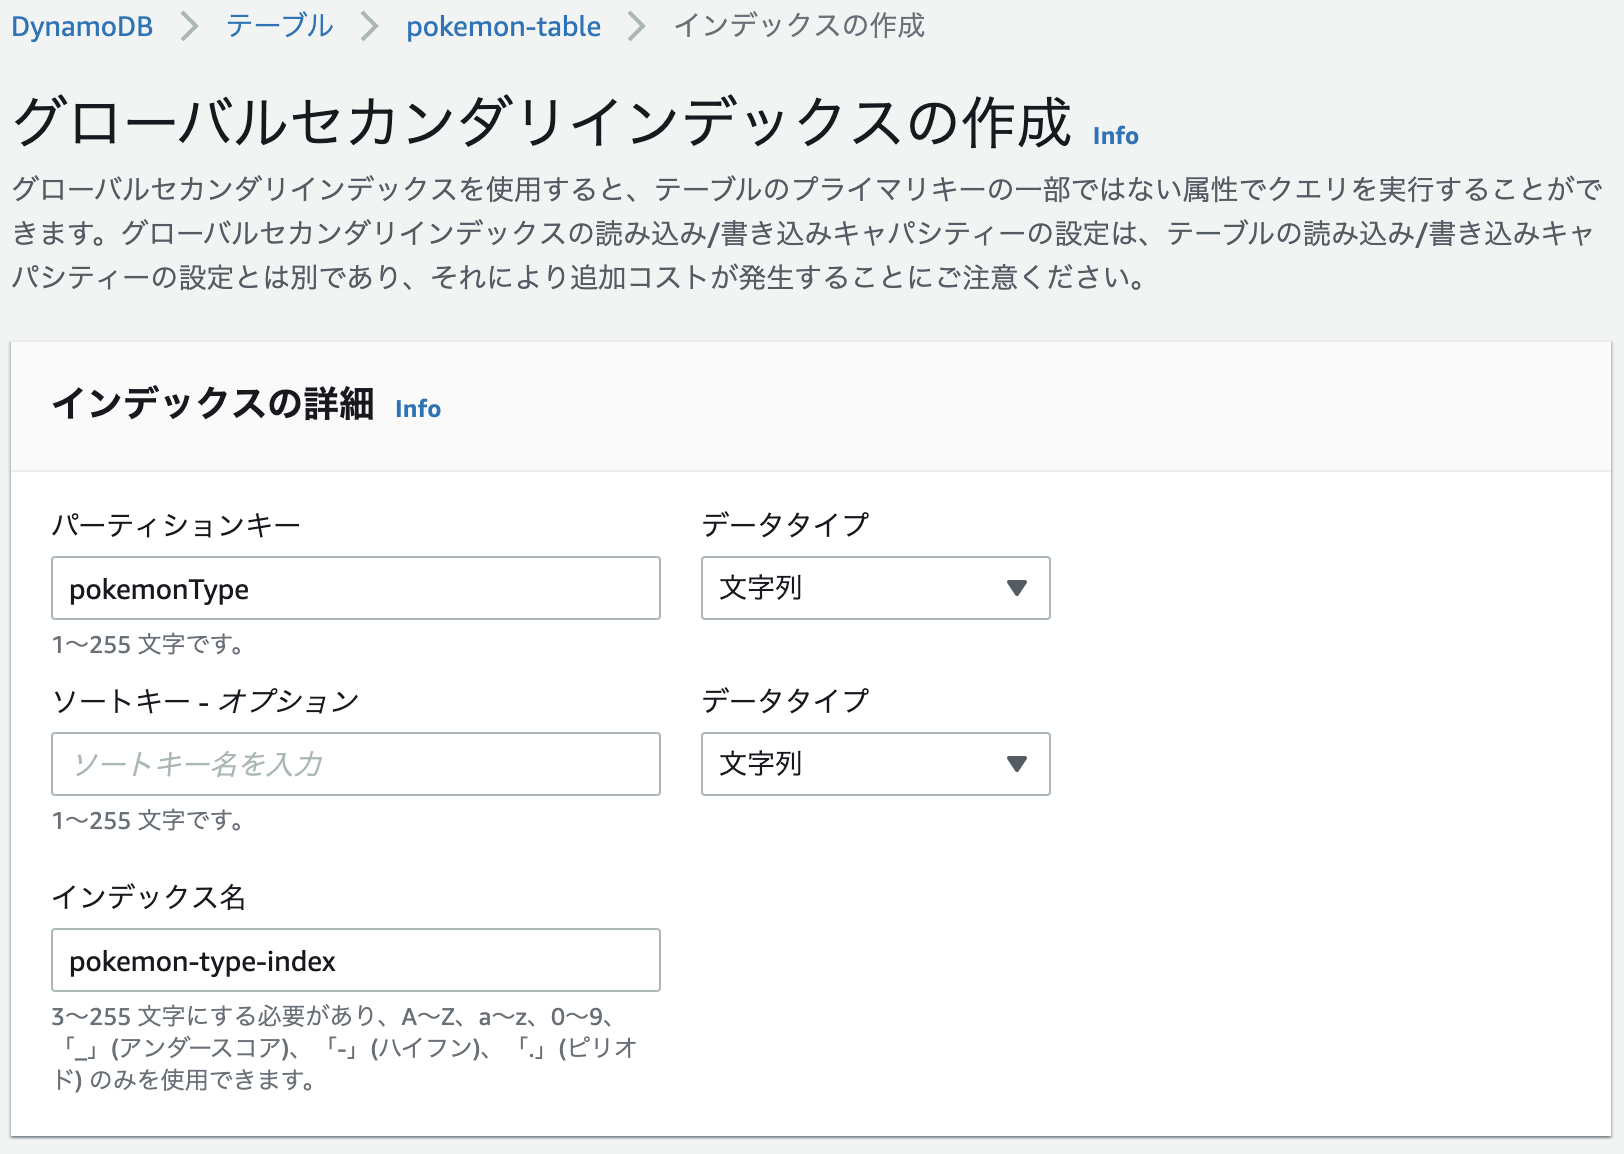 DynamoDB > テーブル > pokemon-table > インデックスの作成
グローバルセカンダリインデックスの作成 Info
グローバルセカンダリインデックスを使用すると、テーブルのプライマリキーの一部ではない属性でクエリを実行することがで
きます。グローバルセカンダリインデックスの読み込み/書き込みキャパシティーの設定は、テーブルの読み込み/書き込みキャ
パシティーの設定とは別であり、それにより追加コストが発生することにご注意ください。
インデックスの詳細 Info
パーティションキー データタイプ
pokemonType 文字列
1〜255 文字です。
ソートキー - オプション データタイプ
ソートキー名を入力 文字列
1〜255 文字です。
インデックス名
pokemon-type-index
3〜255 文字にする必要があり、A〜Z、a〜z、0〜9、
「_」(アンダースコア)、「-」(ハイフン)、「.」(ピリオ
ド) のみを使用できます。